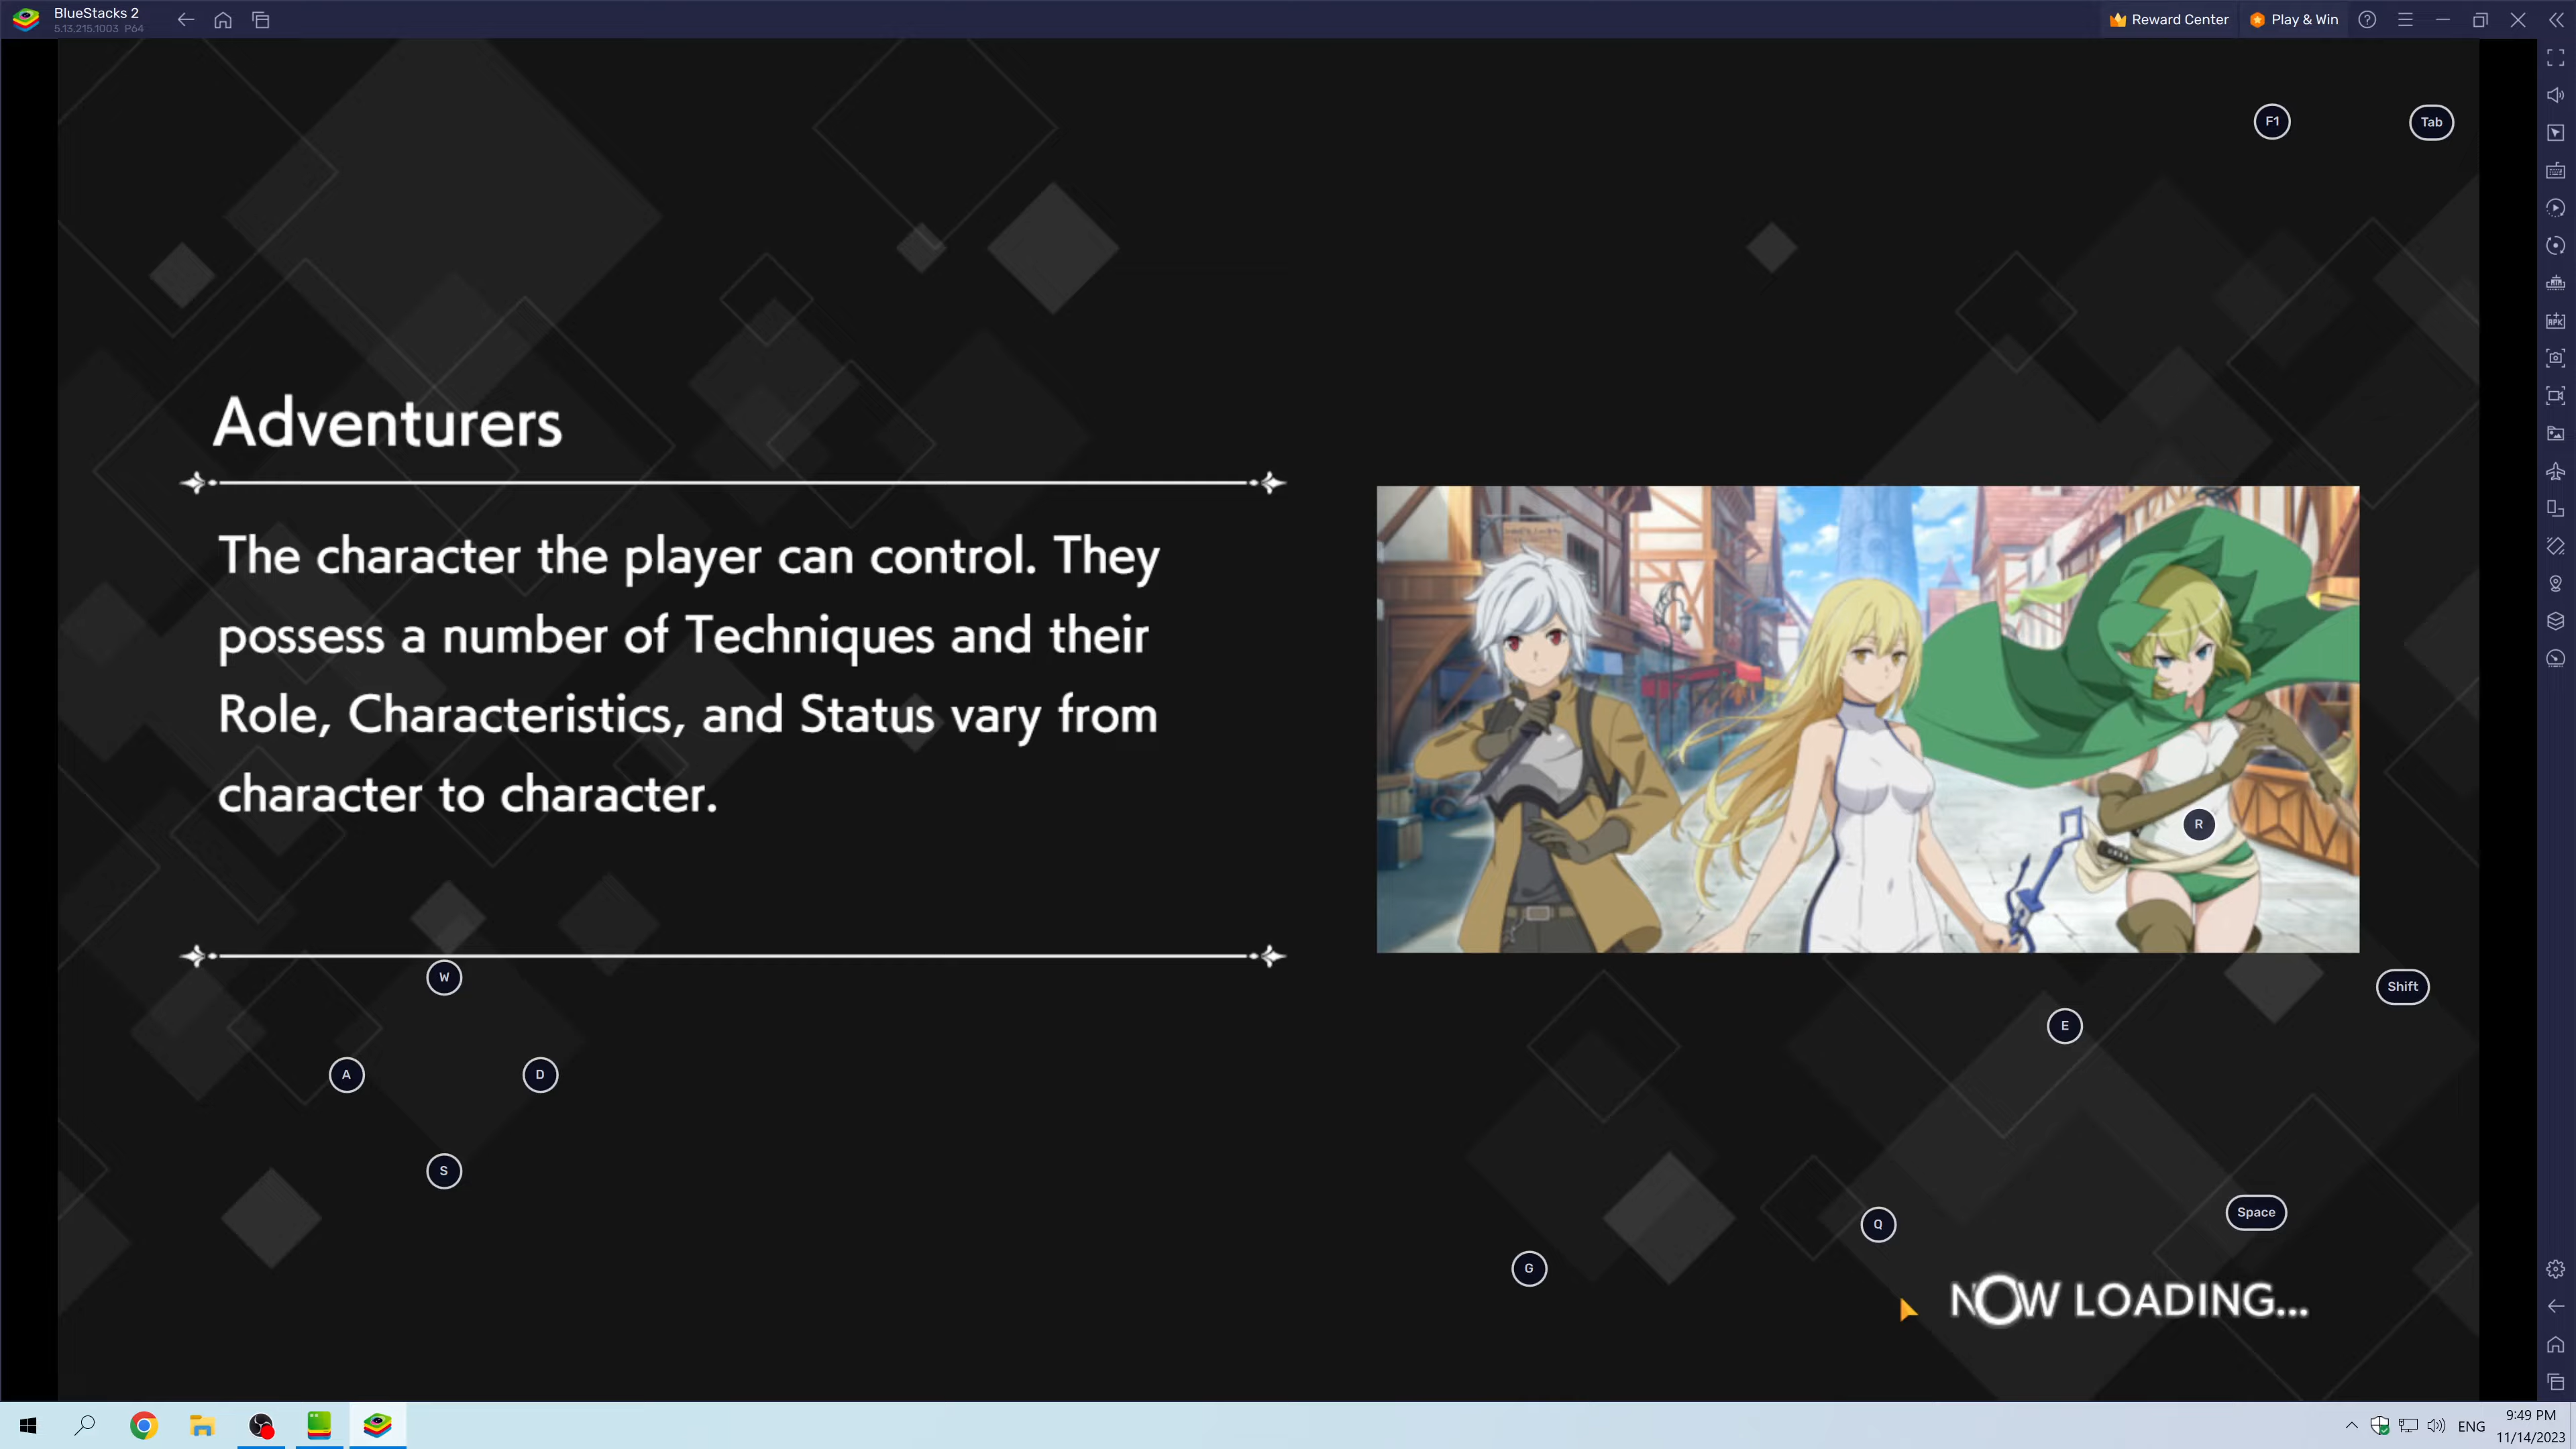 BlueStacks 2
5.13.215.1003 P64
Reward Center
Play & Win
F1
Tab
Adventurers
The character the player can control. They
possess a number of Techniques and their
Role, Characteristics, and Status vary from
character to character.
R
W
Shift
E
A
D
S
Space
Q
G
NOW LOADING...
APK
ENG
9:49 PM
11/14/2023